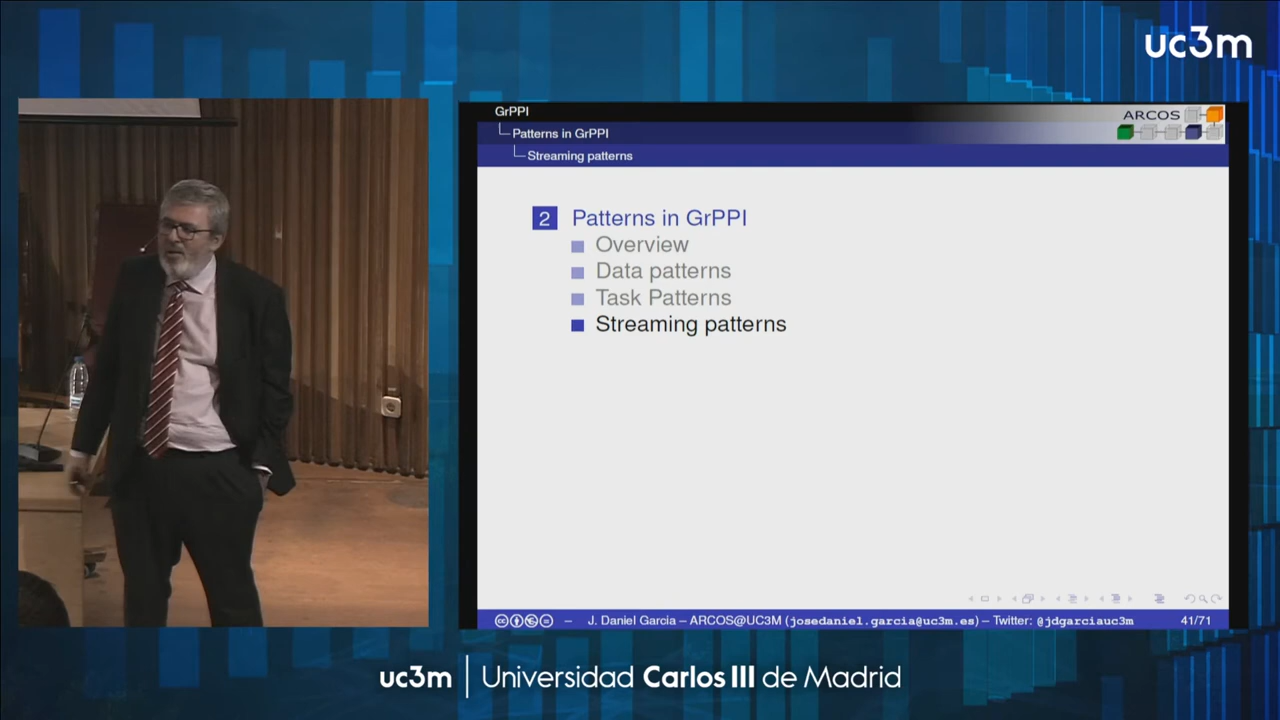 uc3m
GrPPI
Patterns in GrPPI
Streaming patterns
ARCOS
2 Patterns in GrPPI
Overview
Data patterns
Task Patterns
Streaming patterns
– J. Daniel Garcia – ARCOS@UC3M (josedaniel.garcia@uc3m.es) – Twitter: @jdgarciauc3m 41/71
uc3m | Universidad Carlos III de Madrid